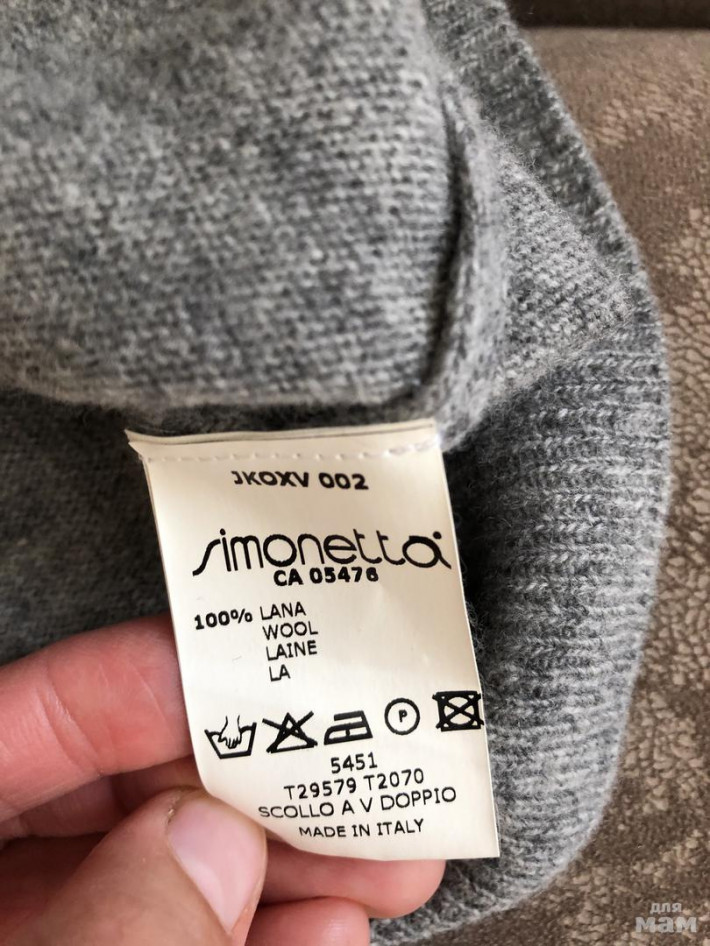 JKOXV 002
simonetta
CA 05476
100% LANA
WOOL
LAINE
LA
P
5451
T29579 T2070
SCOLLO A V DOPPIO
MADE IN ITALY
для
мам